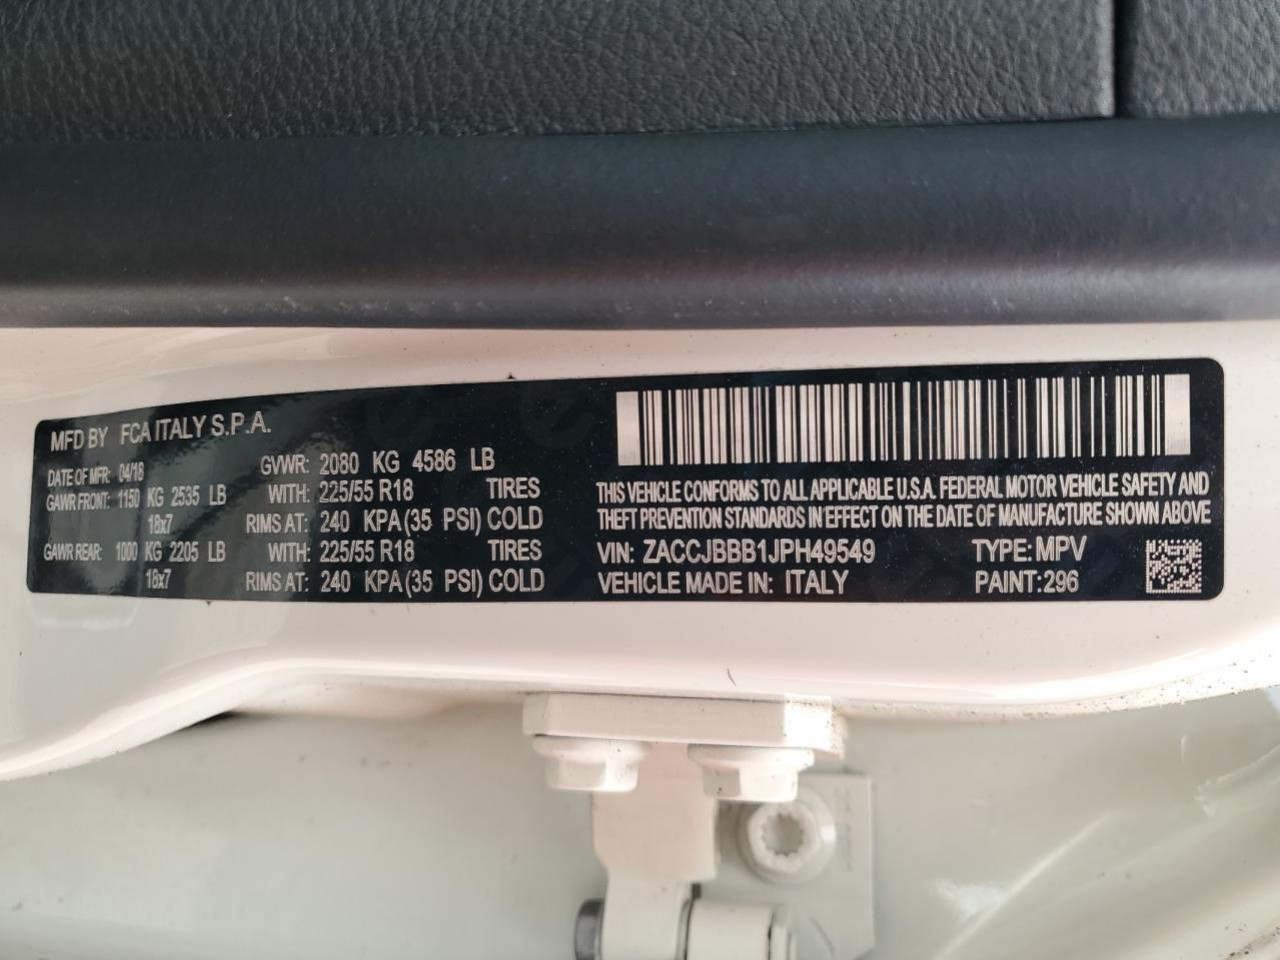 MFD BY FCA ITALY S.P.A.
DATE OF MFR: 04/18 GVWR: 2080 KG 4586 LB
GAWR FRONT: 1150 KG 2535 LB WITH: 225/55 R18 TIRES
18x7 RIMS AT: 240 KPA(35 PSI) COLD
GAWR REAR: 1000 KG 2205 LB WITH: 225/55 R18 TIRES
18x7 RIMS AT: 240 KPA(35 PSI) COLD
THIS VEHICLE CONFORMS TO ALL APPLICABLE U.S.A. FEDERAL MOTOR VEHICLE SAFETY AND
THEFT PREVENTION STANDARDS IN EFFECT ON THE DATE OF MANUFACTURE SHOWN ABOVE
VIN: ZACCJBBB1JPH49549 TYPE: MPV
VEHICLE MADE IN: ITALY PAINT: 296